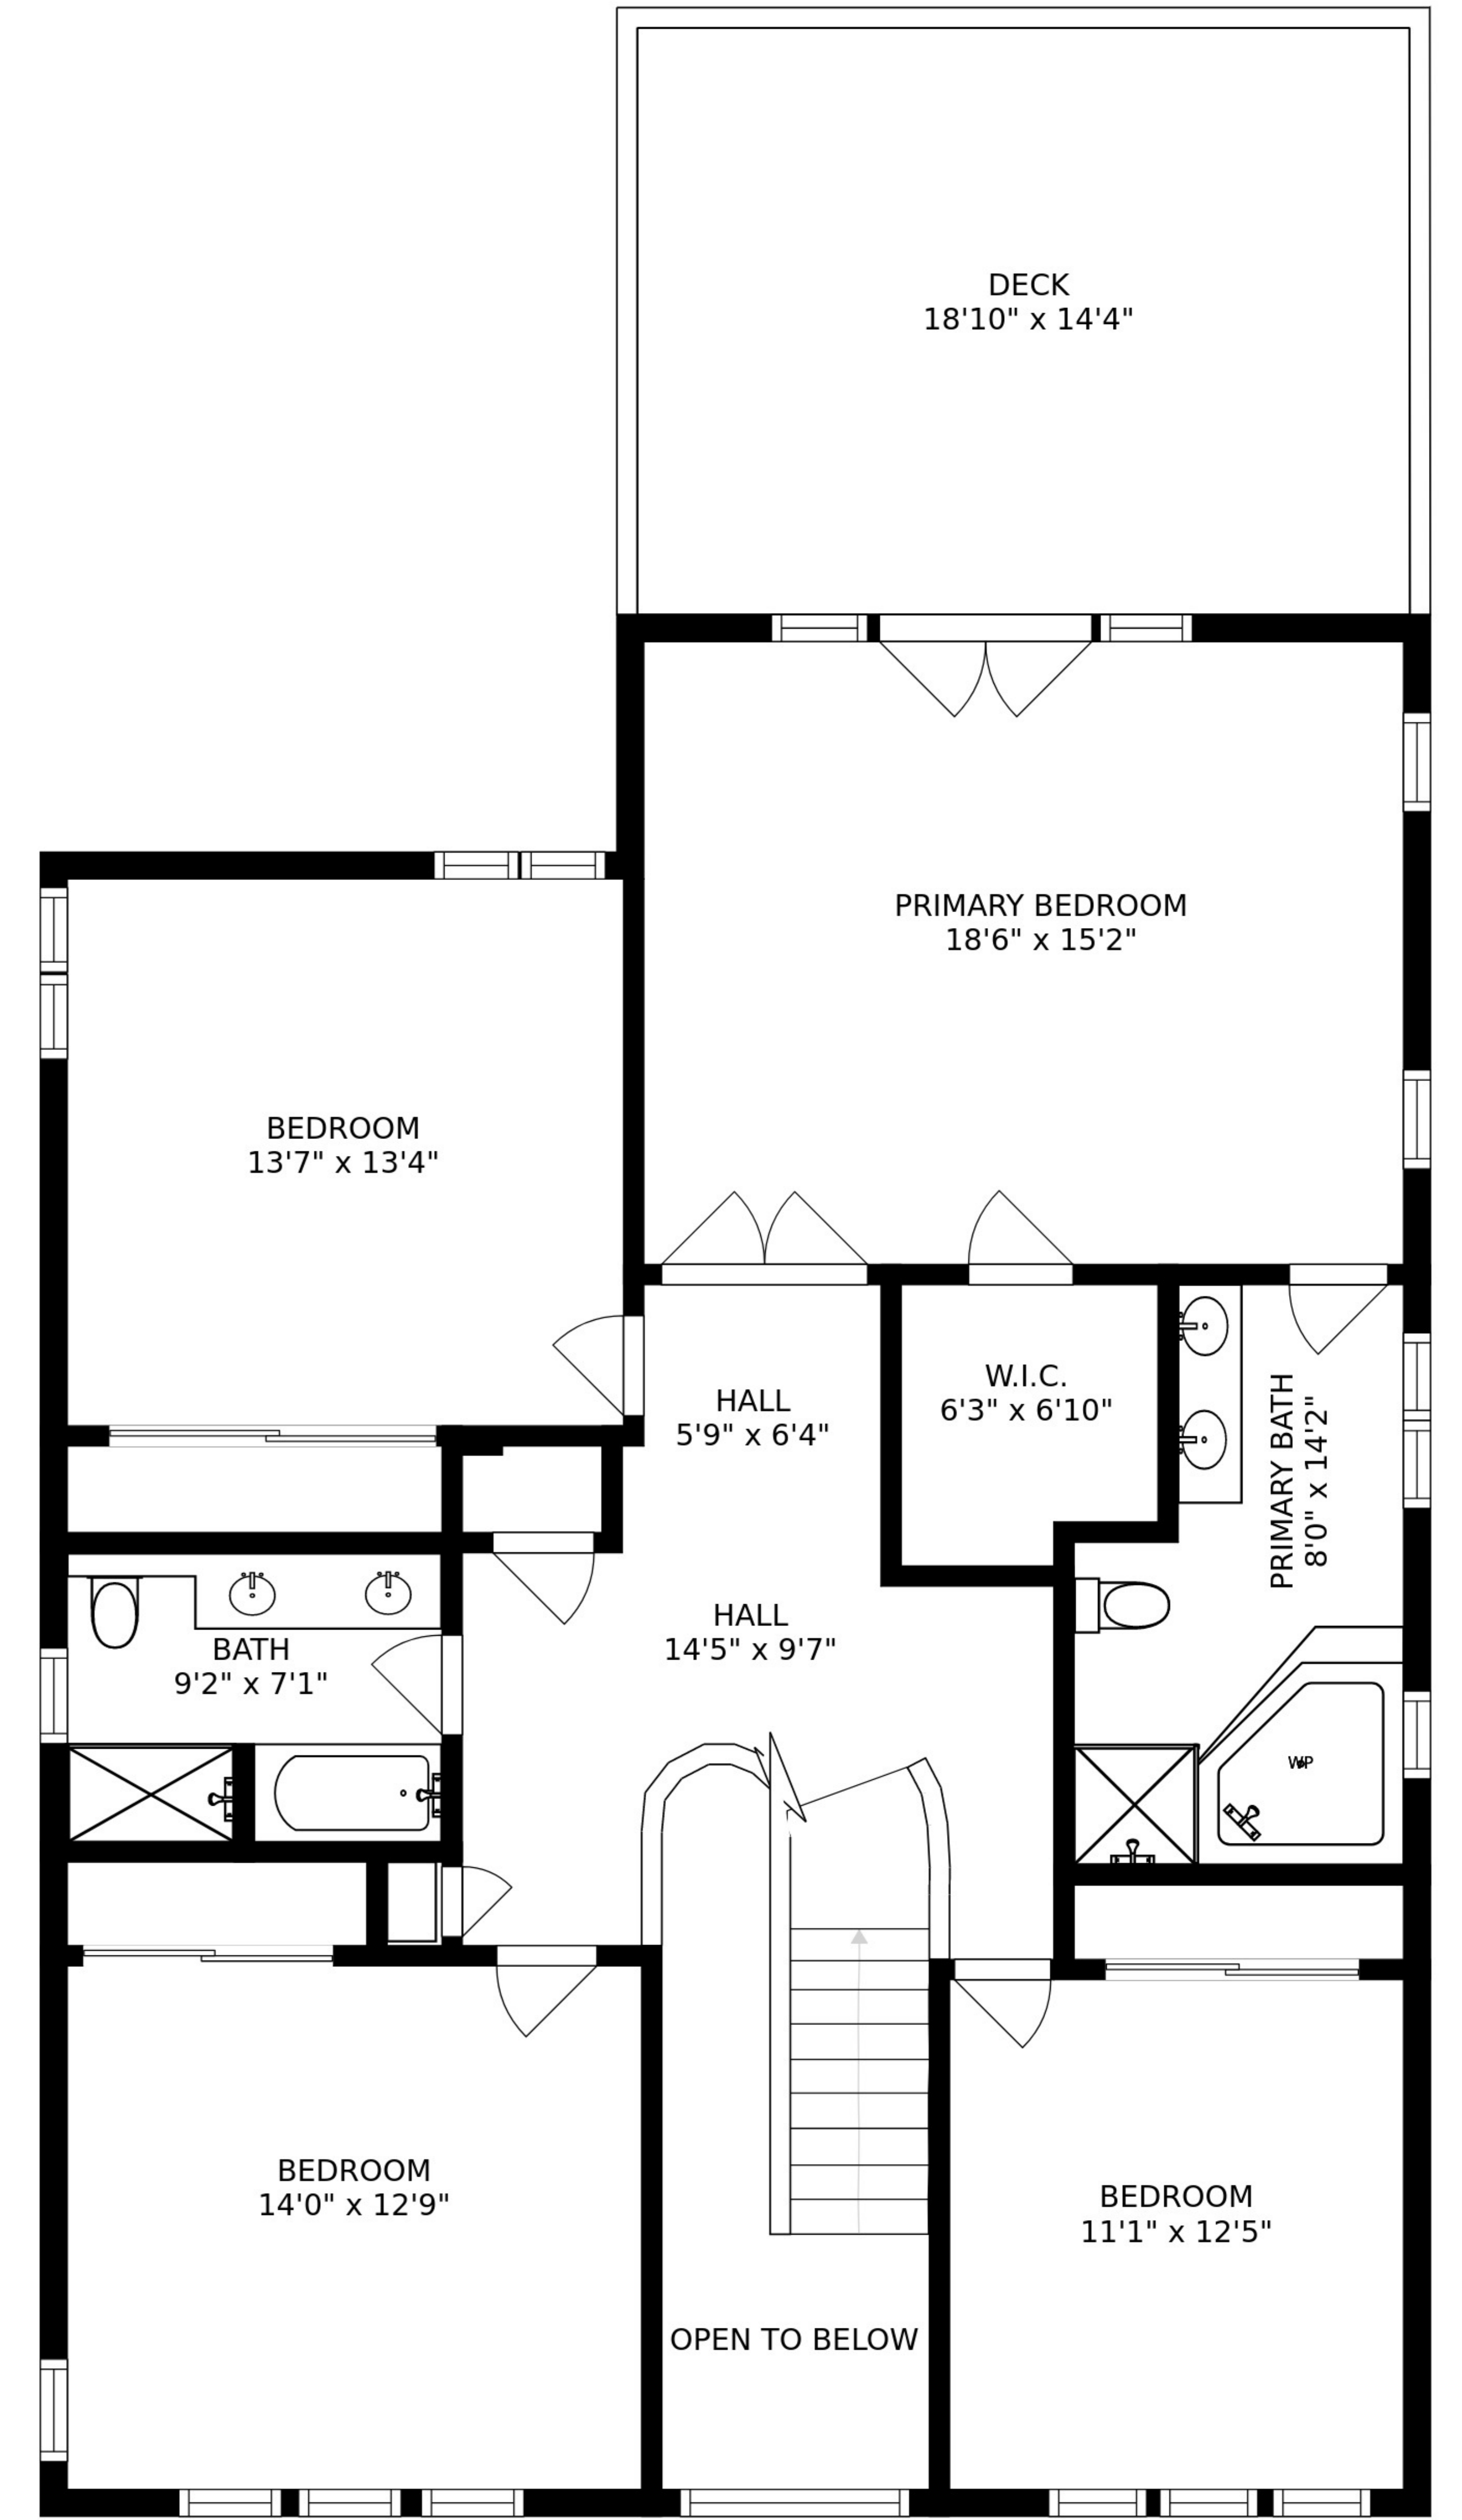 DECK
18'10" x 14'4"
PRIMARY BEDROOM
18'6" x 15'2"
BEDROOM
13'7" x 13'4"
HALL
5'9" x 6'4"
W.I.C.
6'3" x 6'10"
PRIMARY BATH
8'0" x 14'2"
HALL
14'5" x 9'7"
BATH
9'2" x 7'1"
WP
BEDROOM
14'0" x 12'9"
BEDROOM
11'1" x 12'5"
OPEN TO BELOW